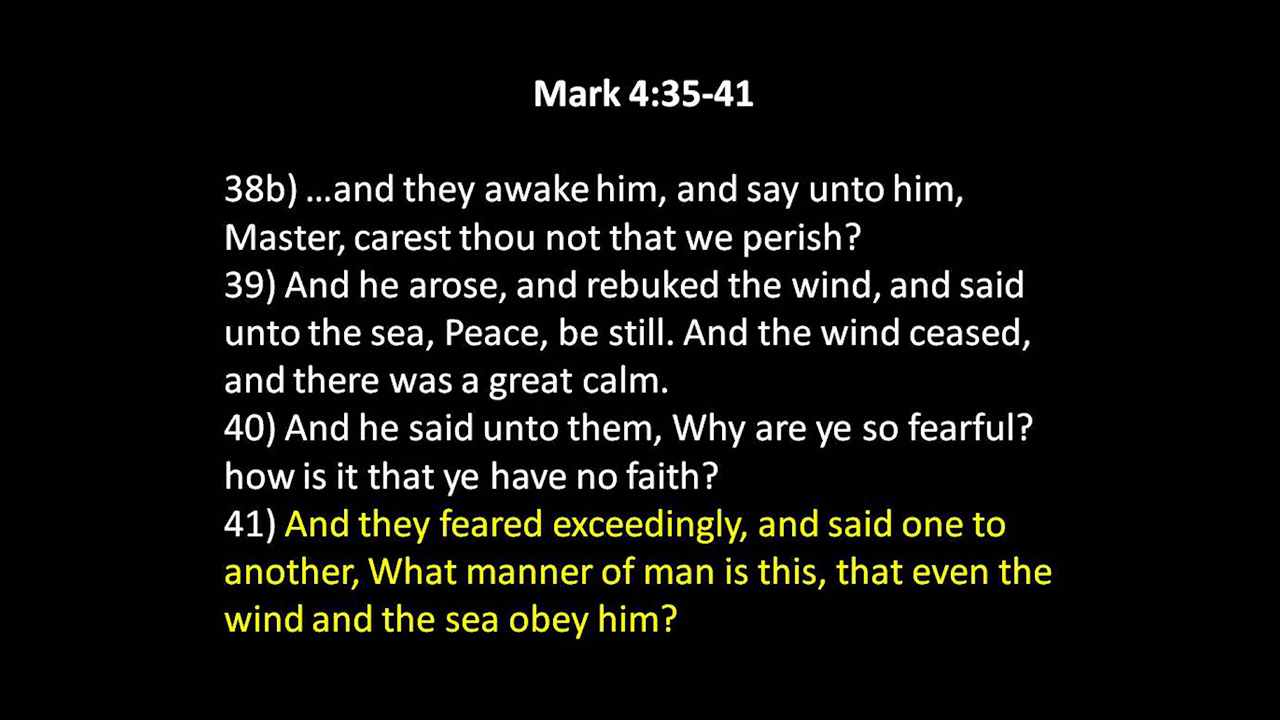 Mark 4:35-41
38b) …and they awake him, and say unto him,
Master, carest thou not that we perish?
39) And he arose, and rebuked the wind, and said
unto the sea, Peace, be still. And the wind ceased,
and there was a great calm.
40) And he said unto them, Why are ye so fearful?
how is it that ye have no faith?
41) And they feared exceedingly, and said one to
another, What manner of man is this, that even the
wind and the sea obey him?